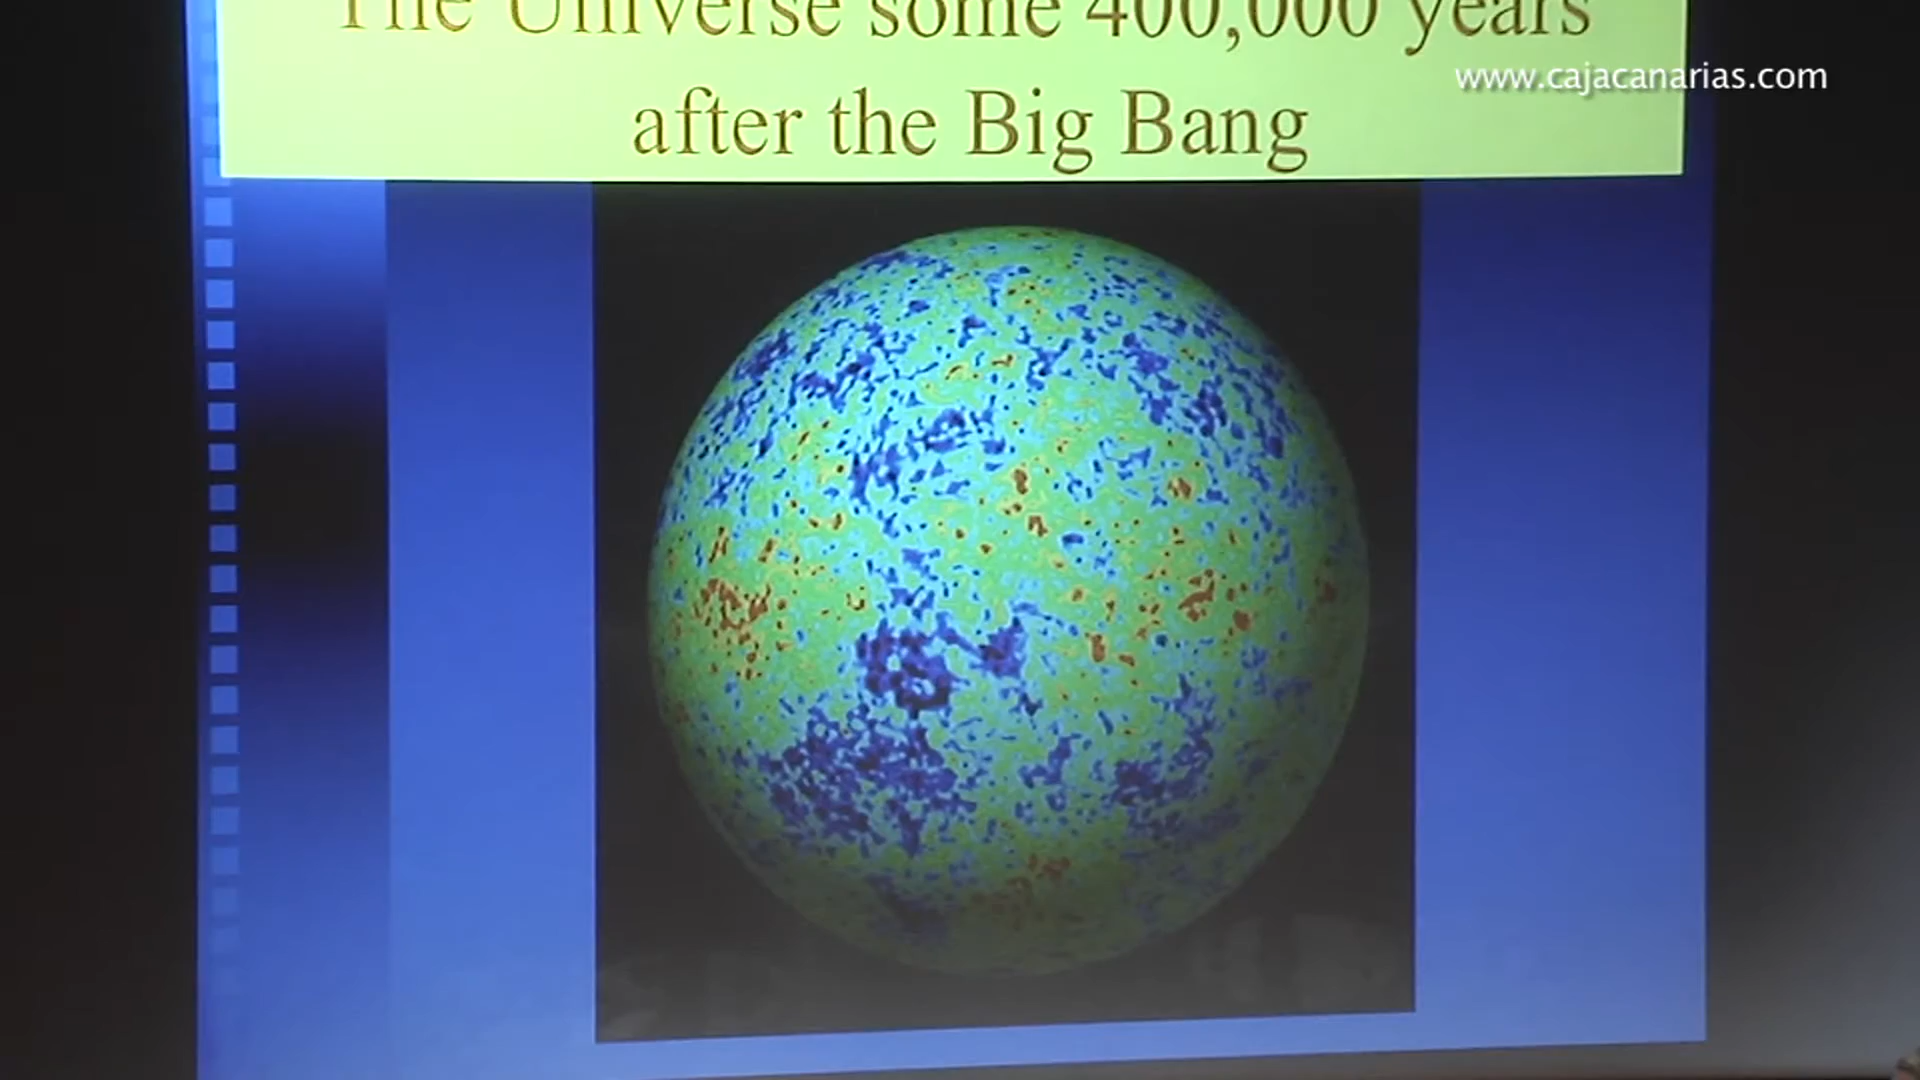 The Universe some 400,000 years
www.cajacanarias.com
after the Big Bang